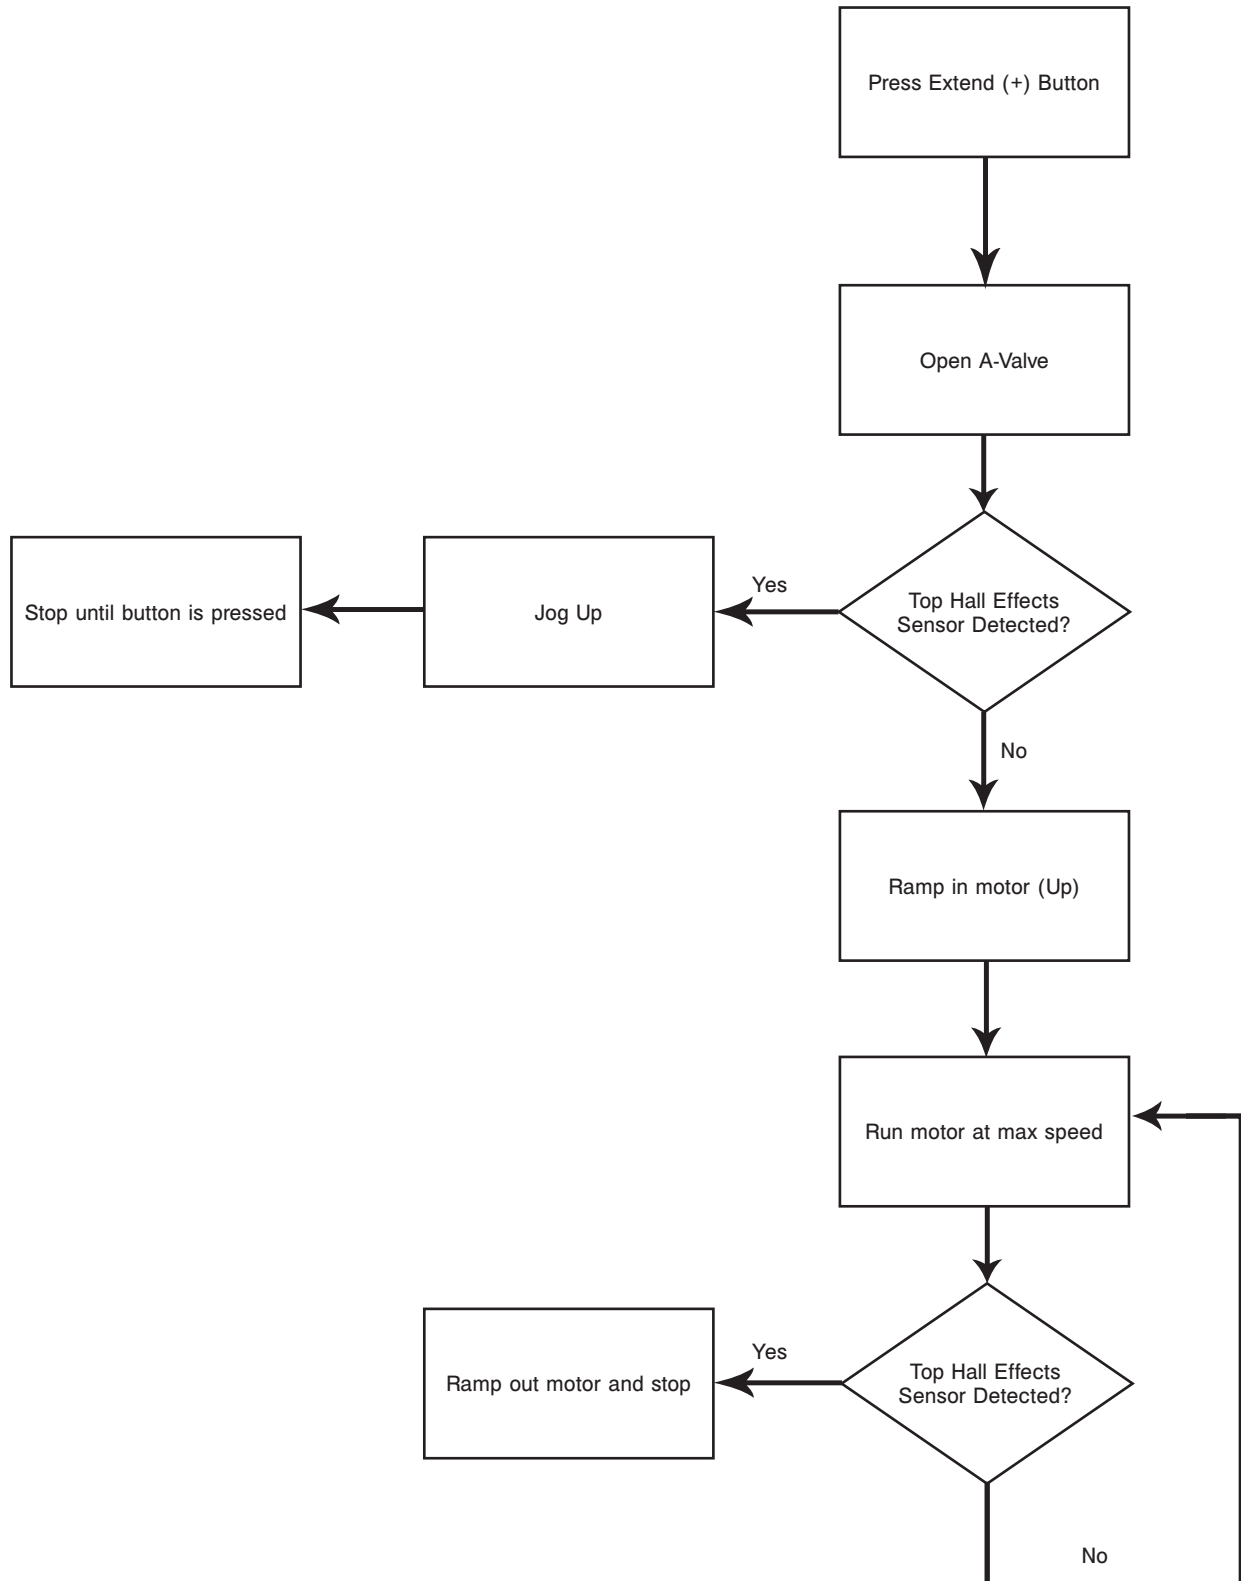 Press Extend (+) Button
Open A-Valve
Top Hall Effects
Sensor Detected?
Yes
Jog Up
Stop until button is pressed
No
Ramp in motor (Up)
Run motor at max speed
Top Hall Effects
Sensor Detected?
Yes
Ramp out motor and stop
No